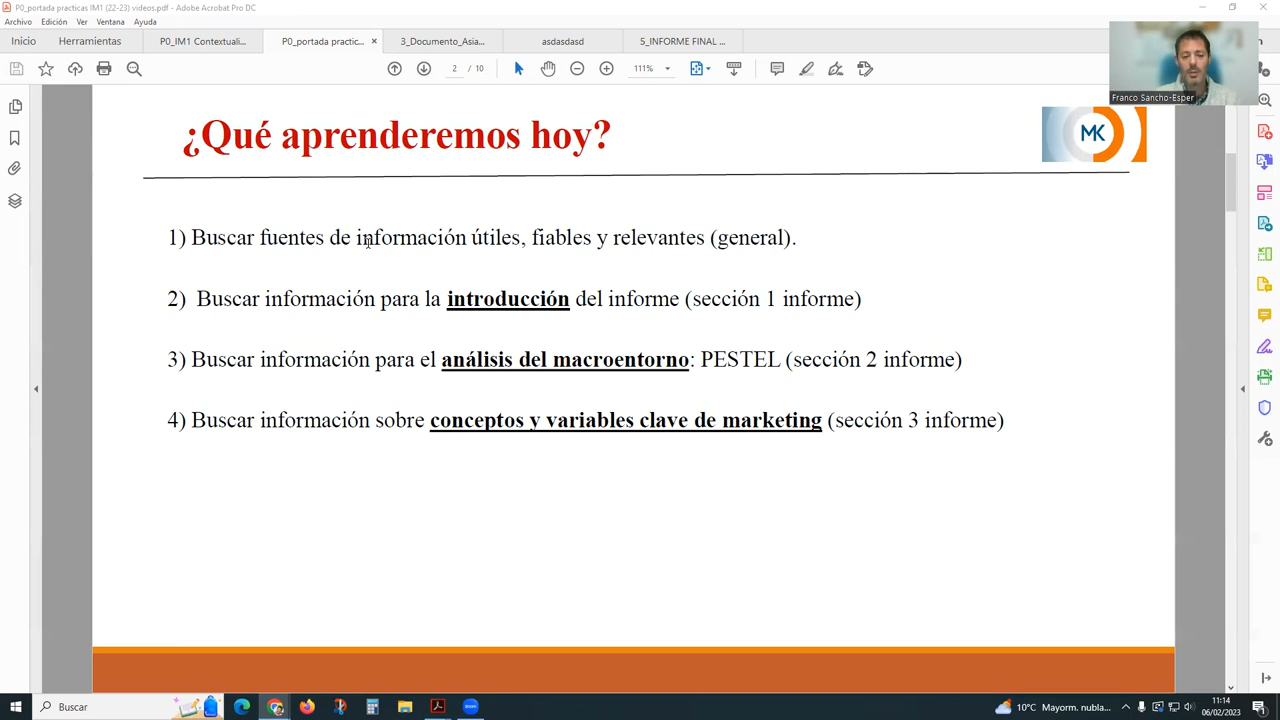 P0_portada practicas IM1 (22-23) videos.pdf - Adobe Acrobat Pro DC
Archivo Edición Ver Ventana Ayuda
Inicio Herramientas P0_IM1 Contextuali... P0_portada practic... × 3_Documento_Asia... asdasdasd 5_INFORME FINAL ...
2 / 10 111%
Franco Sancho-Esper
¿Qué aprenderemos hoy?
MK
1) Buscar fuentes de información útiles, fiables y relevantes (general).
2) Buscar información para la introducción del informe (sección 1 informe)
3) Buscar información para el análisis del macroentorno: PESTEL (sección 2 informe)
4) Buscar información sobre conceptos y variables clave de marketing (sección 3 informe)
Buscar
10°C Mayorm. nubla...
11:14
06/02/2023